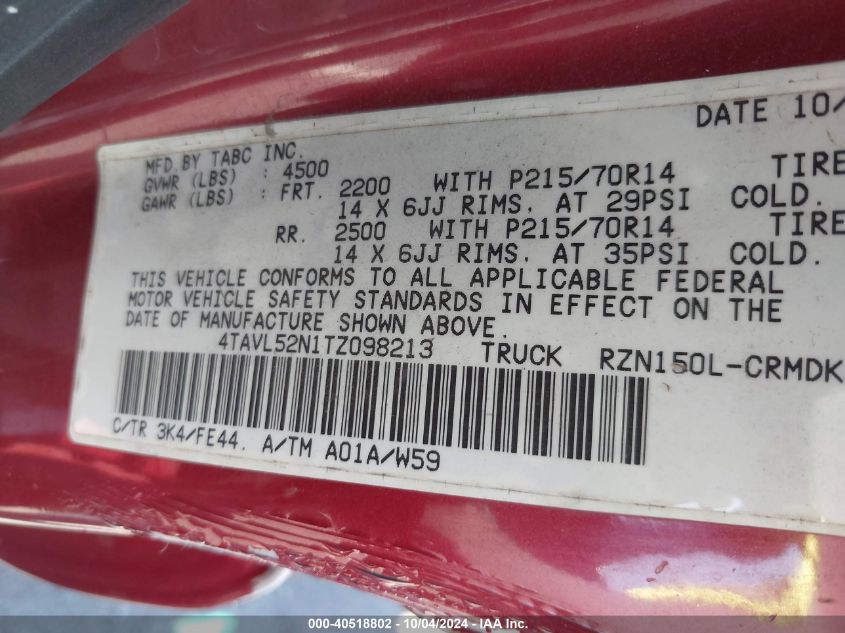 DATE 10/
MFD.BY TABC INC.
GVWR (LBS) : 4500
GAWR (LBS) : FRT. 2200 WITH P215/70R14 TIRE
14 X 6JJ RIMS. AT 29PSI COLD.
RR. 2500 WITH P215/70R14 TIRE
14 X 6JJ RIMS. AT 35PSI COLD.
THIS VEHICLE CONFORMS TO ALL APPLICABLE FEDERAL
MOTOR VEHICLE SAFETY STANDARDS IN EFFECT ON THE
DATE OF MANUFACTURE SHOWN ABOVE.
4TAVL52N1TZ098213 TRUCK RZN150L-CRMDK
C/TR 3K4/FE44. A/TM A01A/W59
000-40518802 - 10/04/2024 - IAA Inc.